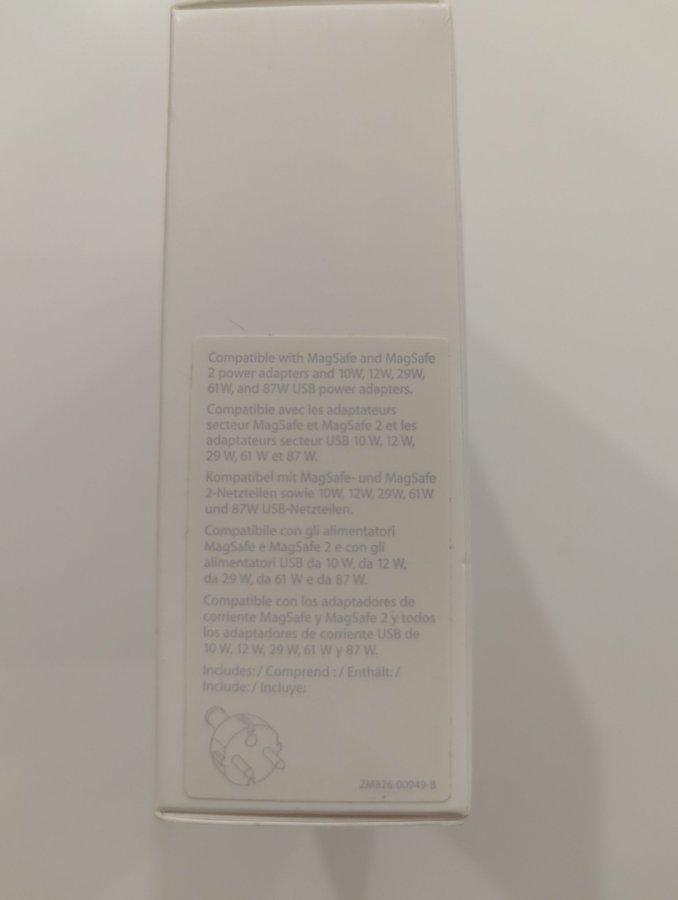 Compatible with MagSafe and MagSafe
2 power adapters and 10W, 12W, 29W,
61W, and 87W USB power adapters.
Compatible avec les adaptateurs
secteur MagSafe et MagSafe 2 et les
adaptateurs secteur USB 10 W, 12 W,
29 W, 61 W et 87 W.
Kompatibel mit MagSafe- und MagSafe
2-Netzteilen sowie 10W, 12W, 29W, 61W
und 87W USB-Netzteilen.
Compatibile con gli alimentatori
MagSafe e MagSafe 2 e con gli
alimentatori USB da 10 W, da 12 W,
da 29 W, da 61 W e da 87 W.
Compatible con los adaptadores de
corriente MagSafe y MagSafe 2 y todos
los adaptadores de corriente USB de
10 W, 12 W, 29 W, 61 W y 87 W.
Includes: / Comprend : / Enthält: /
Include: / Incluye:
ZM826-00949-B